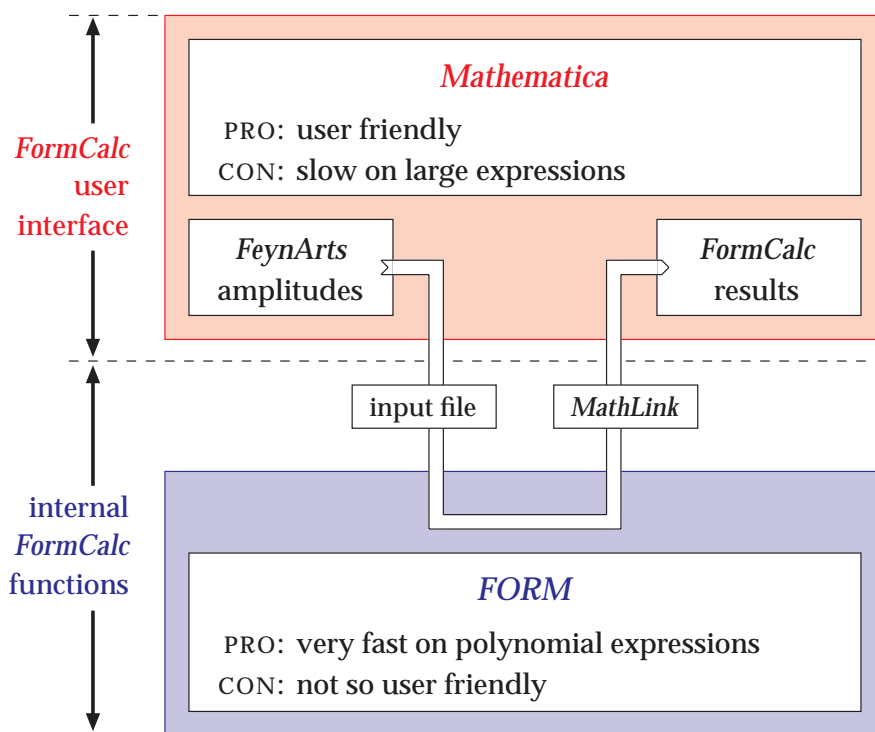 Mathematica
PRO: user friendly
CON: slow on large expressions
FormCalc
user
interface
FeynArts
amplitudes
FormCalc
results
input file
MathLink
internal
FormCalc
functions
FORM
PRO: very fast on polynomial expressions
CON: not so user friendly